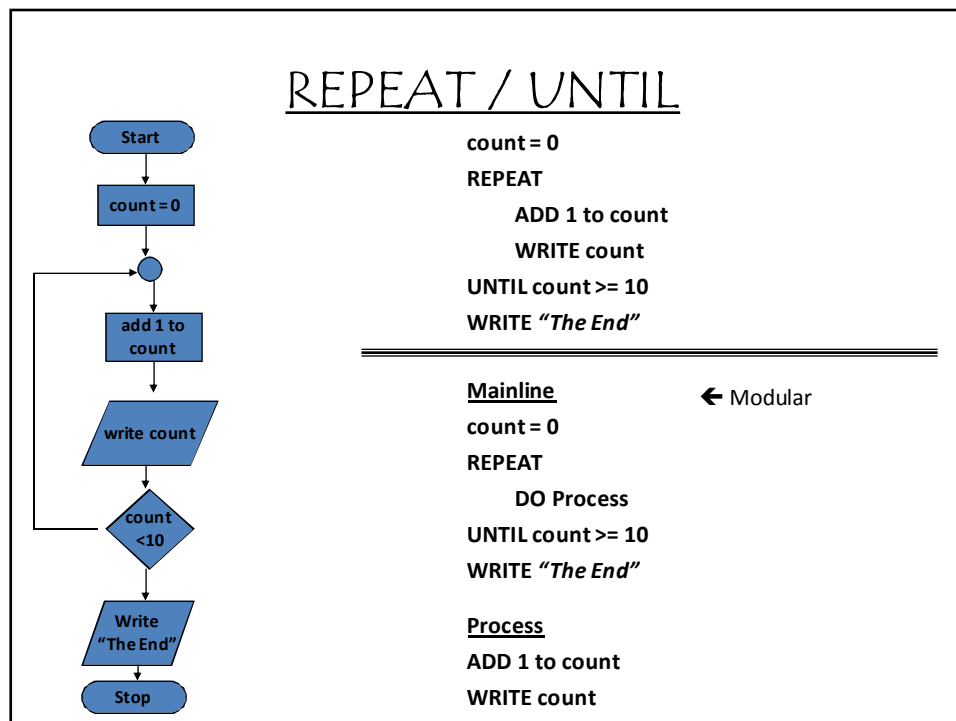 REPEAT / UNTIL
Start
count = 0
add 1 to
count
write count
count
<10
Write
“The End”
Stop
count = 0
REPEAT
ADD 1 to count
WRITE count
UNTIL count >= 10
WRITE “The End”
Mainline
← Modular
count = 0
REPEAT
DO Process
UNTIL count >= 10
WRITE “The End”
Process
ADD 1 to count
WRITE count